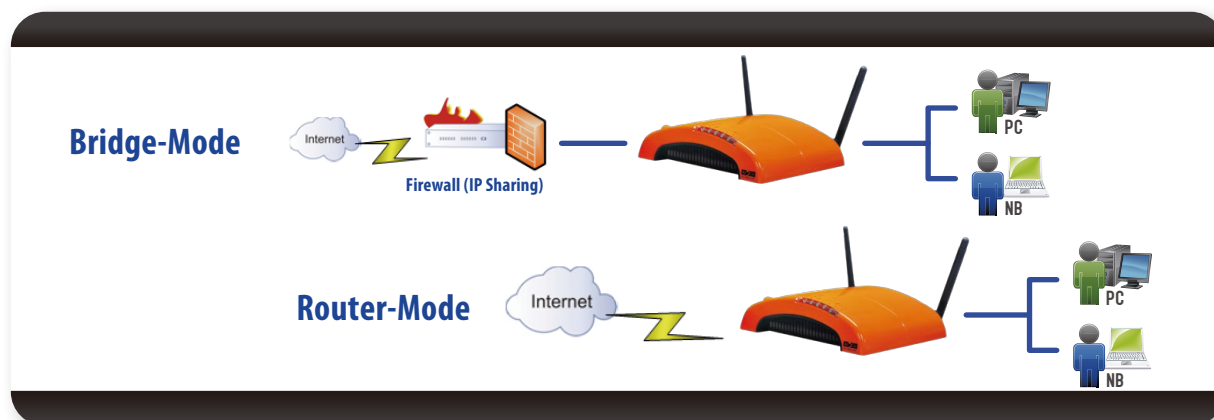 Bridge-Mode
Internet
Firewall (IP Sharing)
PC
NB
Router-Mode
Internet
PC
NB